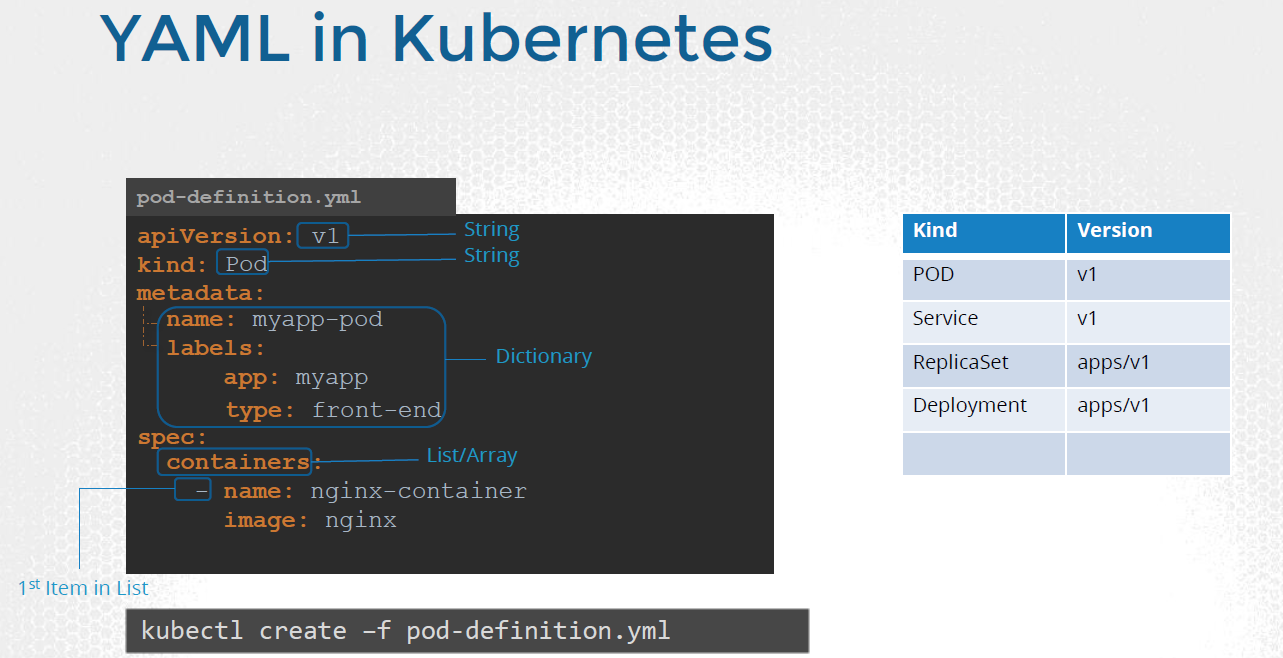 YAML in Kubernetes
pod-definition.yml
apiVersion: v1
String
kind: Pod
String
metadata:
name: myapp-pod
labels:
Dictionary
app: myapp
type: front-end
spec:
containers:
List/Array
- name: nginx-container
image: nginx
1st Item in List
kubectl create –f pod-definition.yml
Kind Version
POD v1
Service v1
ReplicaSet apps/v1
Deployment apps/v1